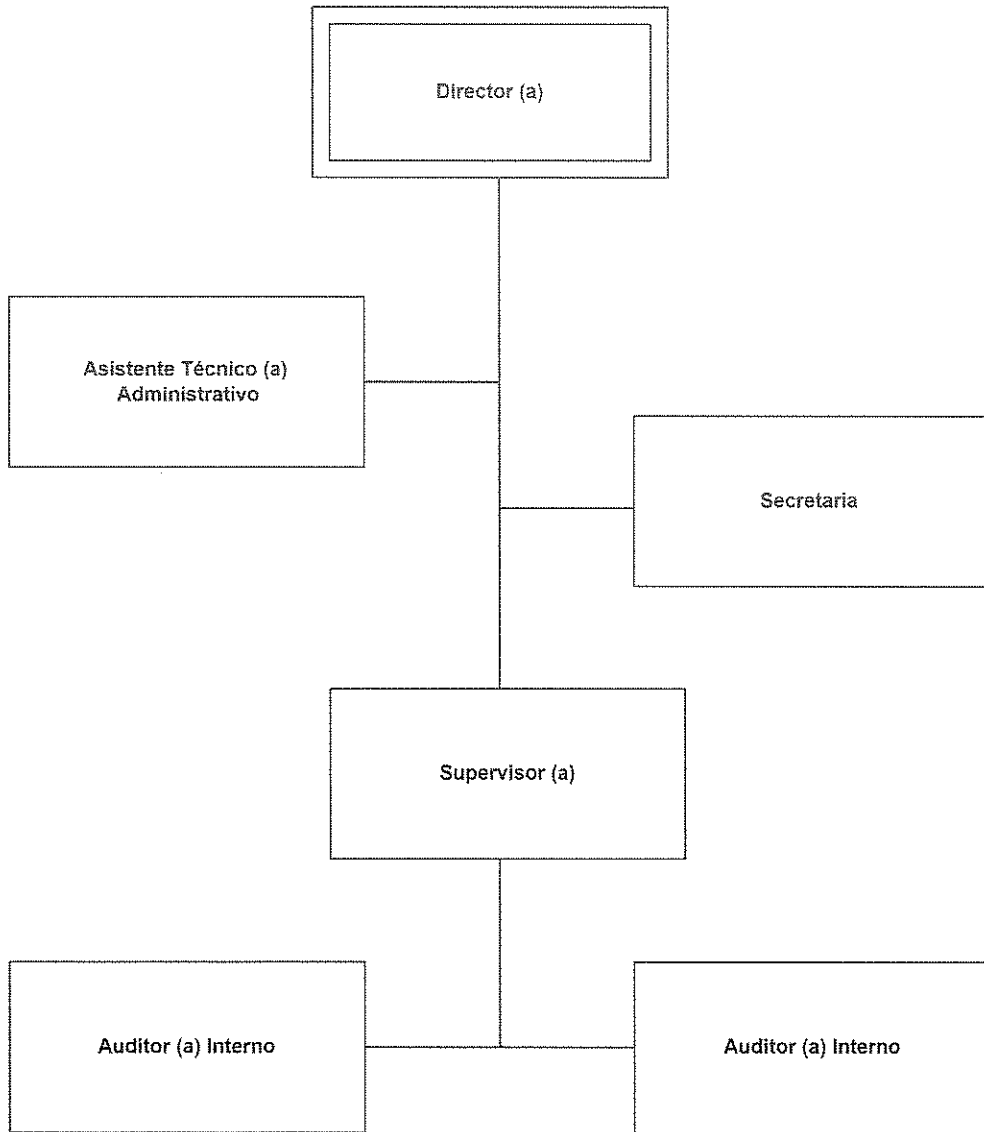 Director (a)
Asistente Técnico (a)
Administrativo
Secretaria
Supervisor (a)
Auditor (a) Interno
Auditor (a) Interno